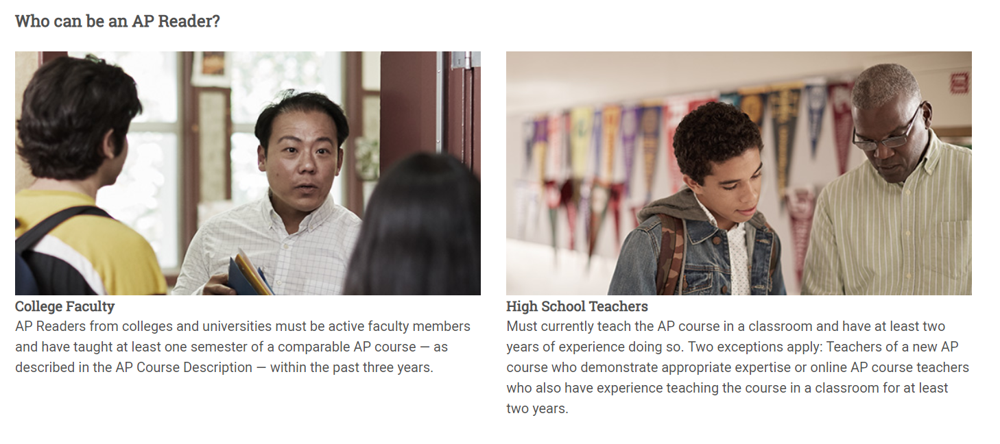 Who can be an AP Reader?
College Faculty
AP Readers from colleges and universities must be active faculty members
and have taught at least one semester of a comparable AP course — as
described in the AP Course Description — within the past three years.
High School Teachers
Must currently teach the AP course in a classroom and have at least two
years of experience doing so. Two exceptions apply: Teachers of a new AP
course who demonstrate appropriate expertise or online AP course teachers
who also have experience teaching the course in a classroom for at least
two years.